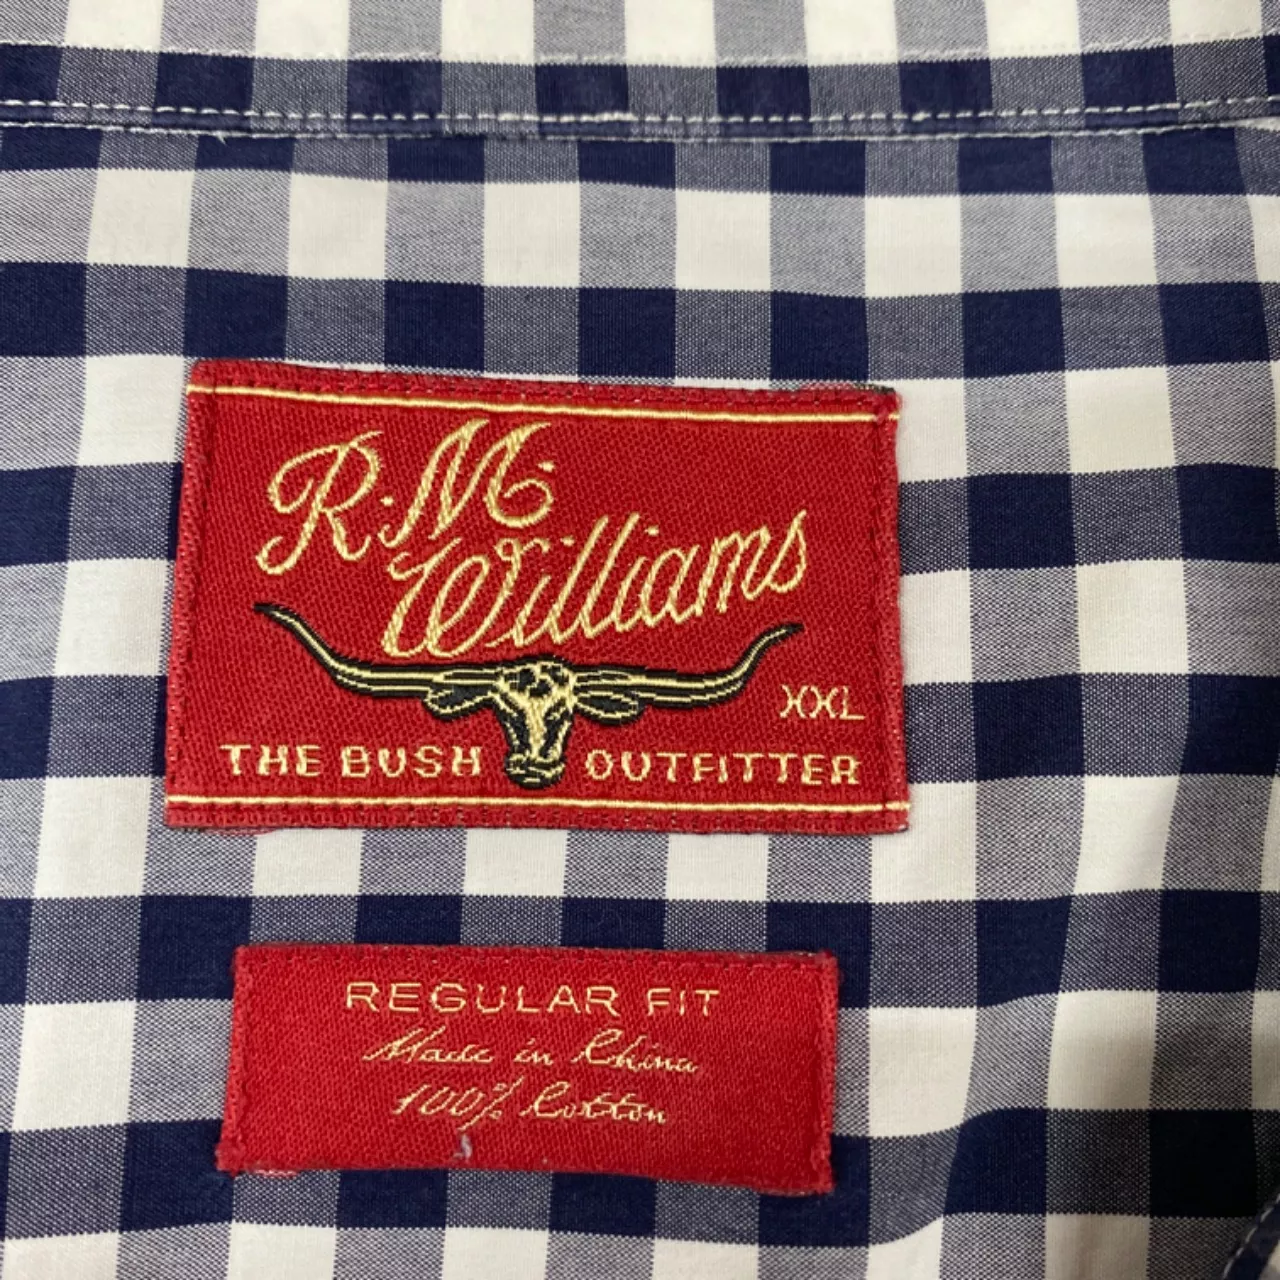 R.M.
Williams
XXL
THE BUSH OUTFITTER
REGULAR FIT
Made in China
100% Cotton